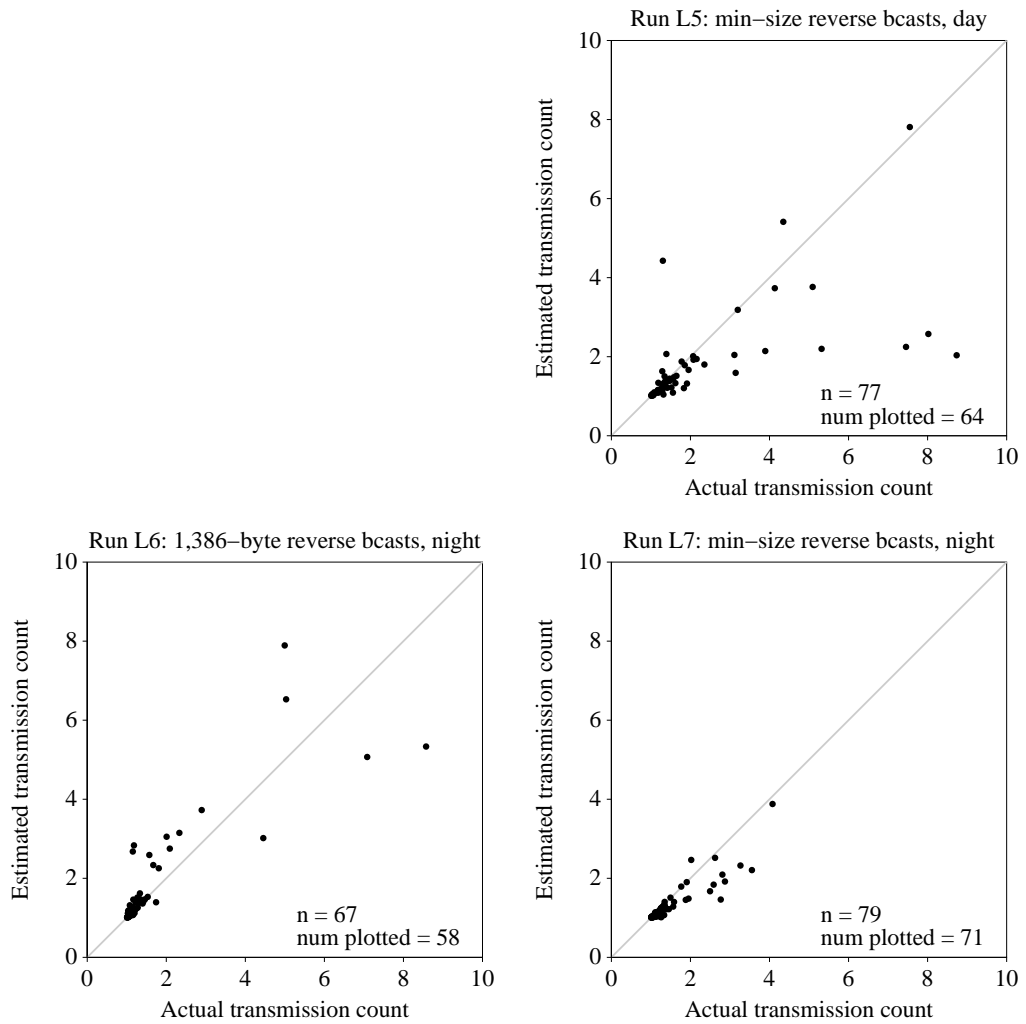 Run L5: min−size reverse bcasts, day
10
8
6
4
2
0
Estimated transmission count
n = 77
num plotted = 64
0 2 4 6 8 10
Actual transmission count
Run L6: 1,386−byte reverse bcasts, night
10
8
6
4
2
0
Estimated transmission count
n = 67
num plotted = 58
0 2 4 6 8 10
Actual transmission count
Run L7: min−size reverse bcasts, night
10
8
6
4
2
0
Estimated transmission count
n = 79
num plotted = 71
0 2 4 6 8 10
Actual transmission count